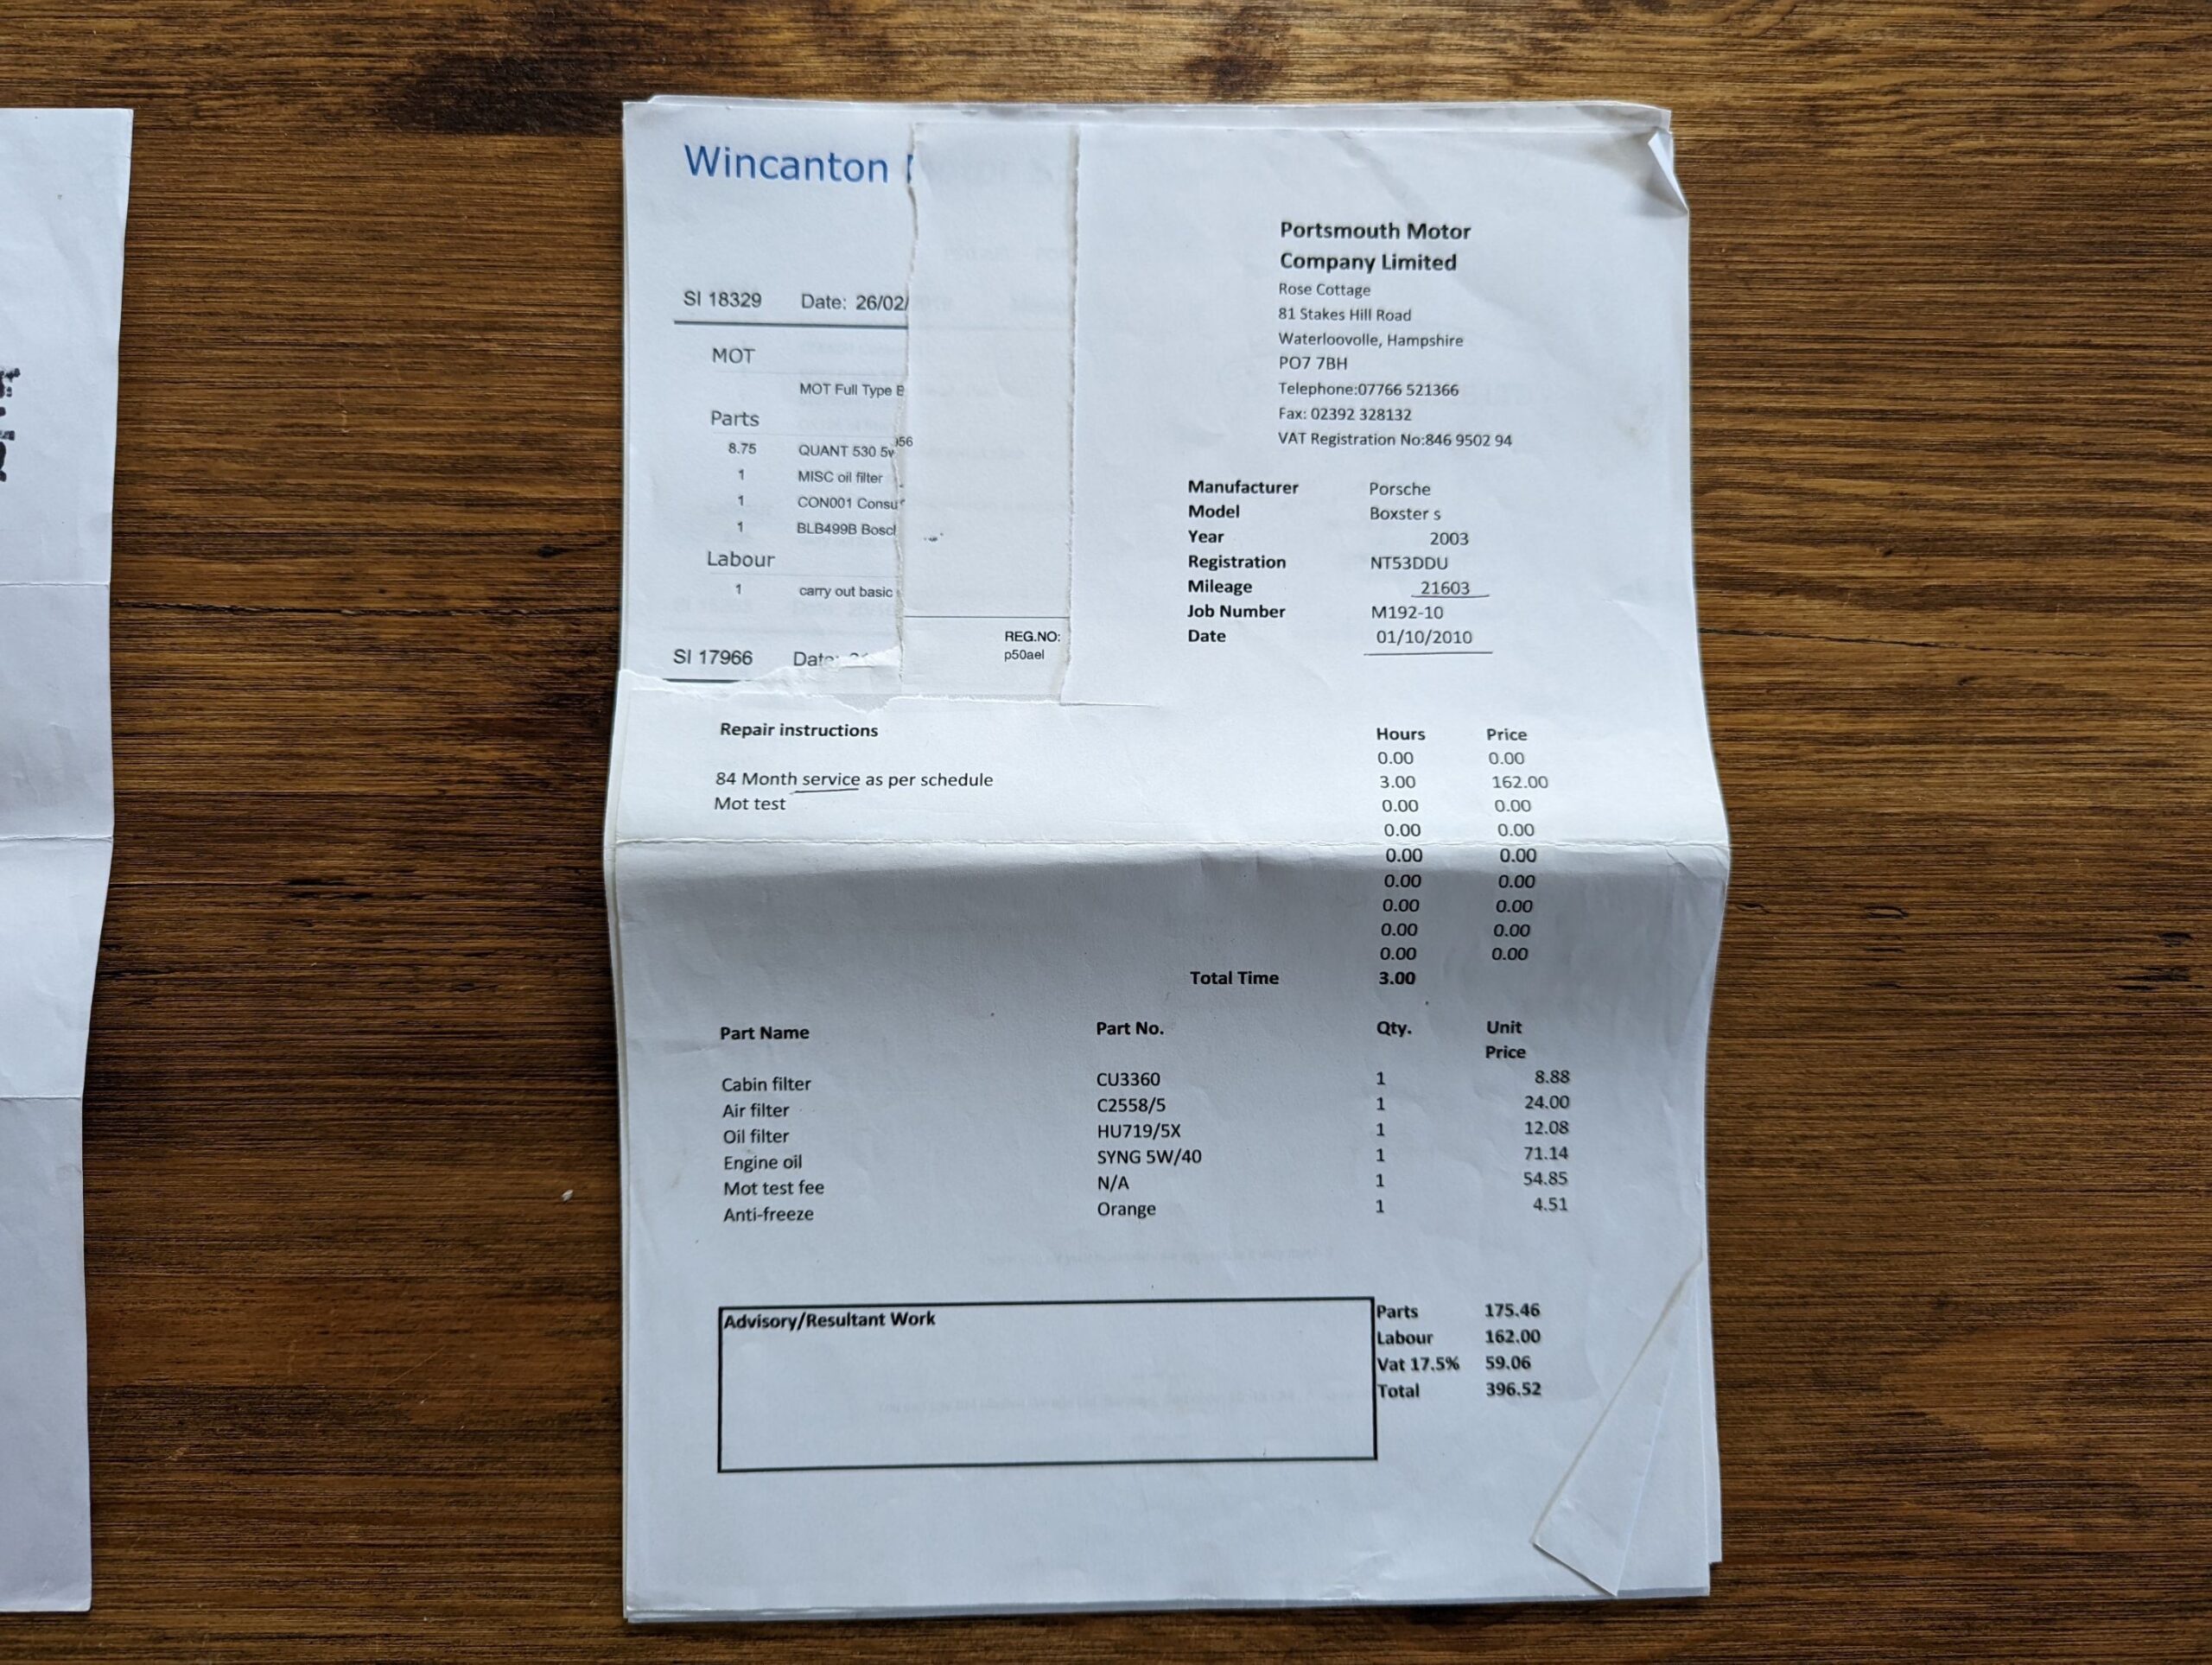 Wincanton
SI 18329 Date: 26/02/
MOT
MOT Full Type
Parts
8.75 QUANT 530
1 MISC oil filter
1 CON001
1 BLB499B
Labour
1 carry out basic
SI 17966
REG.NO:
p50ael
Portsmouth Motor
Company Limited
Rose Cottage
81 Stakes Hill Road
Waterloovolle, Hampshire
PO7 7BH
Telephone:07766 521366
Fax: 02392 328132
VAT Registration No:846 9502 94
Manufacturer Porsche
Model Boxster s
Year 2003
Registration NT53DDU
Mileage 21603
Job Number M192-10
Date 01/10/2010
Repair instructions Hours Price
0.00 0.00
84 Month service as per schedule 3.00 162.00
Mot test 0.00 0.00
0.00 0.00
0.00 0.00
0.00 0.00
0.00 0.00
0.00 0.00
0.00 0.00
Total Time 3.00
Part Name Part No. Qty. Unit
Price
Cabin filter CU3360 1 8.88
Air filter C2558/5 1 24.00
Oil filter HU719/5X 1 12.08
Engine oil SYNG 5W/40 1 71.14
Mot test fee N/A 1 54.85
Anti-freeze Orange 1 4.51
Advisory/Resultant Work
Parts 175.46
Labour 162.00
Vat 17.5% 59.06
Total 396.52